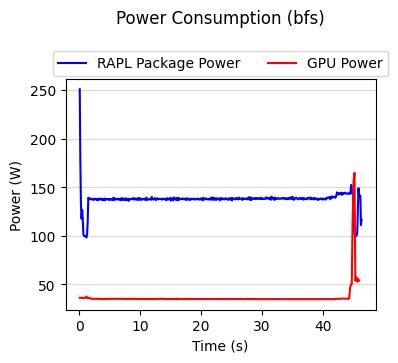 Power Consumption (bfs)
RAPL Package Power
GPU Power
250
200
150
100
50
Power (W)
0
10
20
30
40
Time (s)